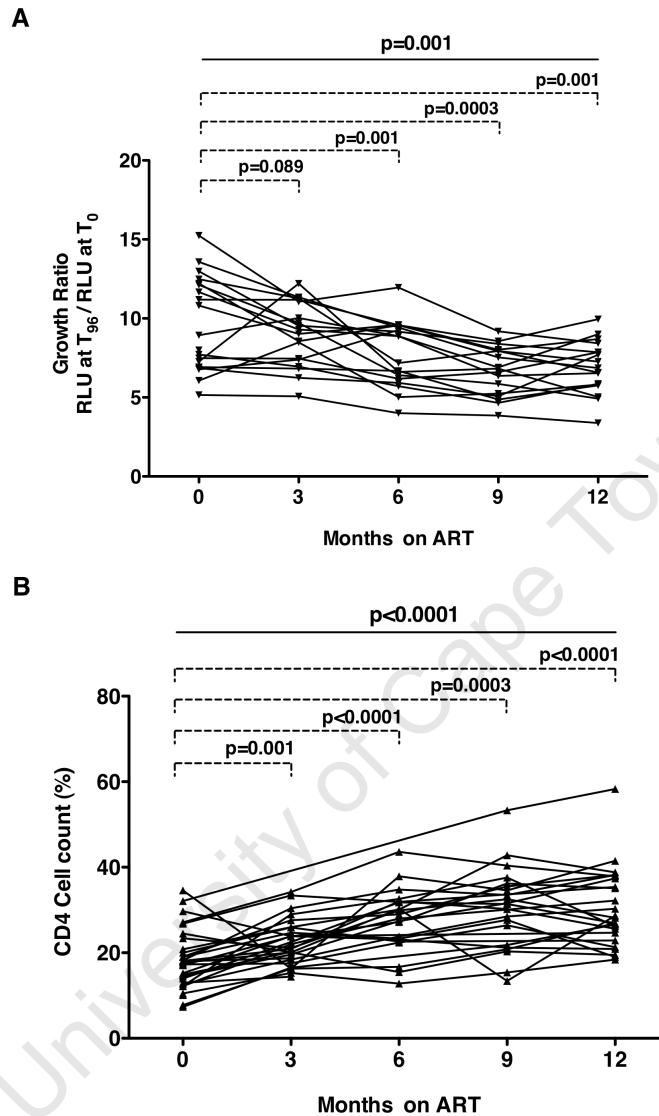 A
p=0.001
p=0.001
p=0.0003
p=0.001
p=0.089
20
15
10
5
0
Growth Ratio
RLU at T96 / RLU at T0
0 3 6 9 12
Months on ART
B
p<0.0001
p<0.0001
p=0.0003
p<0.0001
p=0.001
80
60
40
20
0
CD4 Cell count (%)
0 3 6 9 12
Months on ART
University of Cape Tow